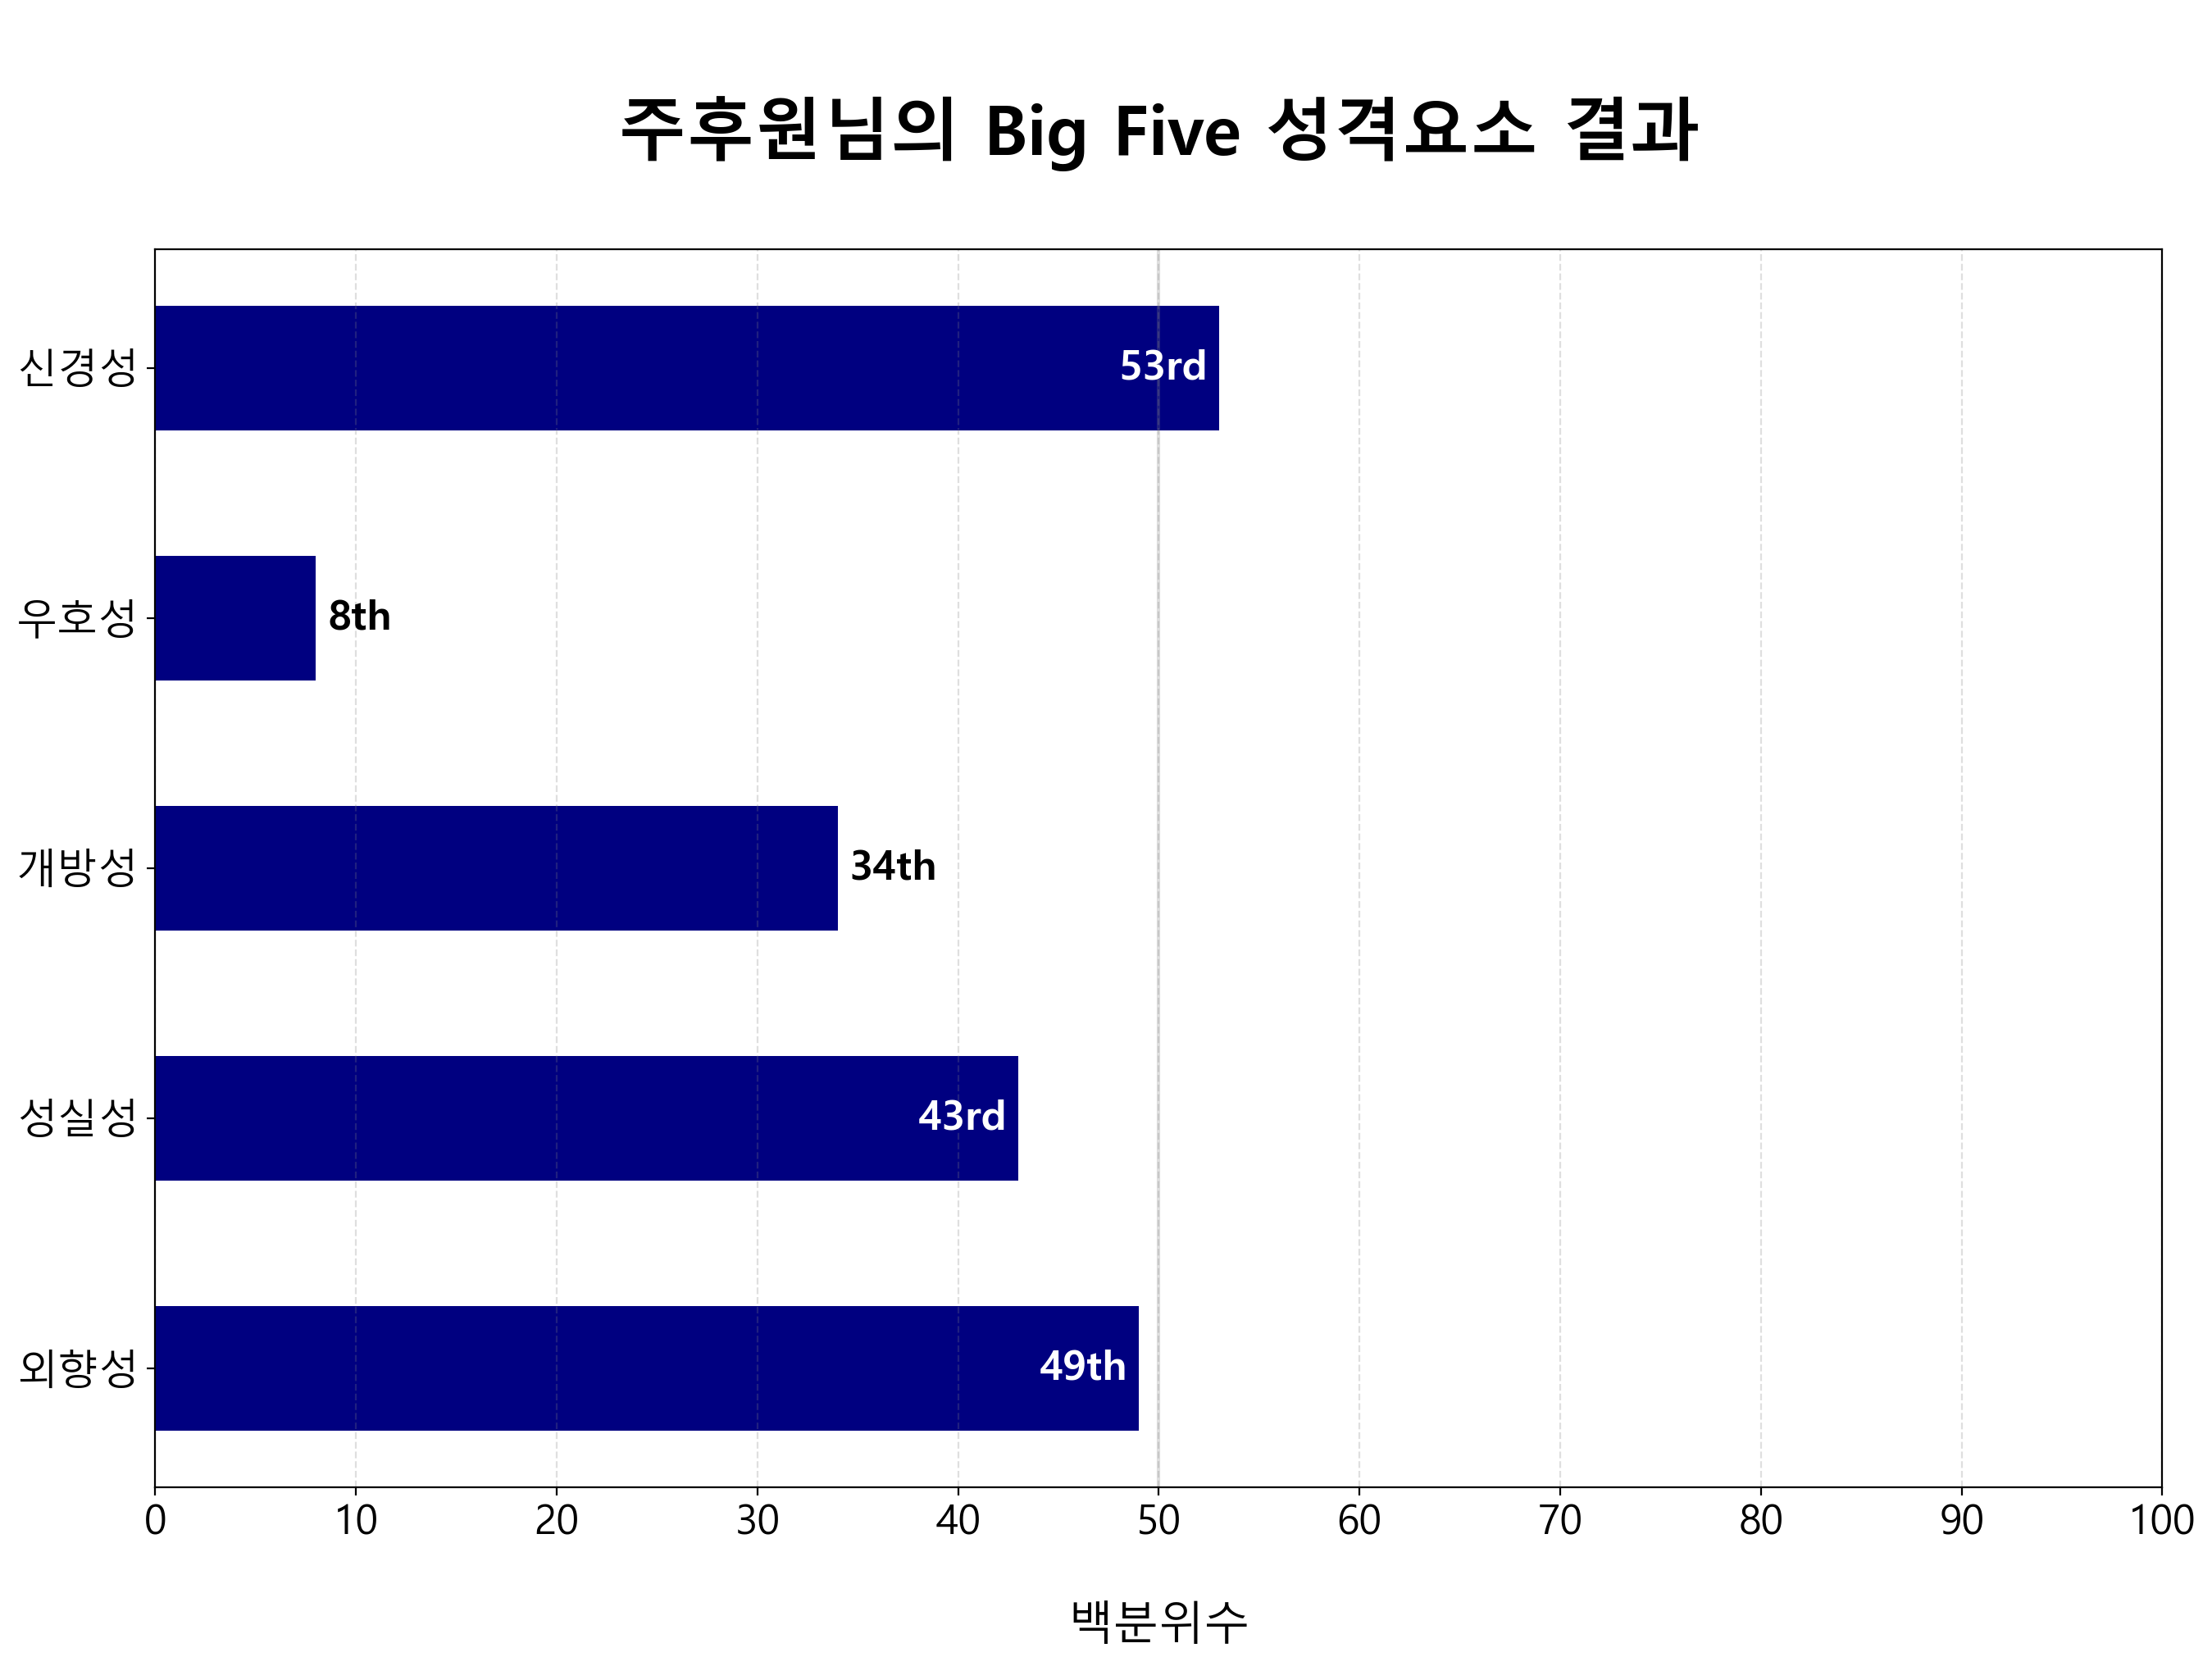 주후원님의 Big Five 성격요소 결과
신경성 53rd
우호성 8th
개방성 34th
성실성 43rd
외향성 49th
0 10 20 30 40 50 60 70 80 90 100
백분위수